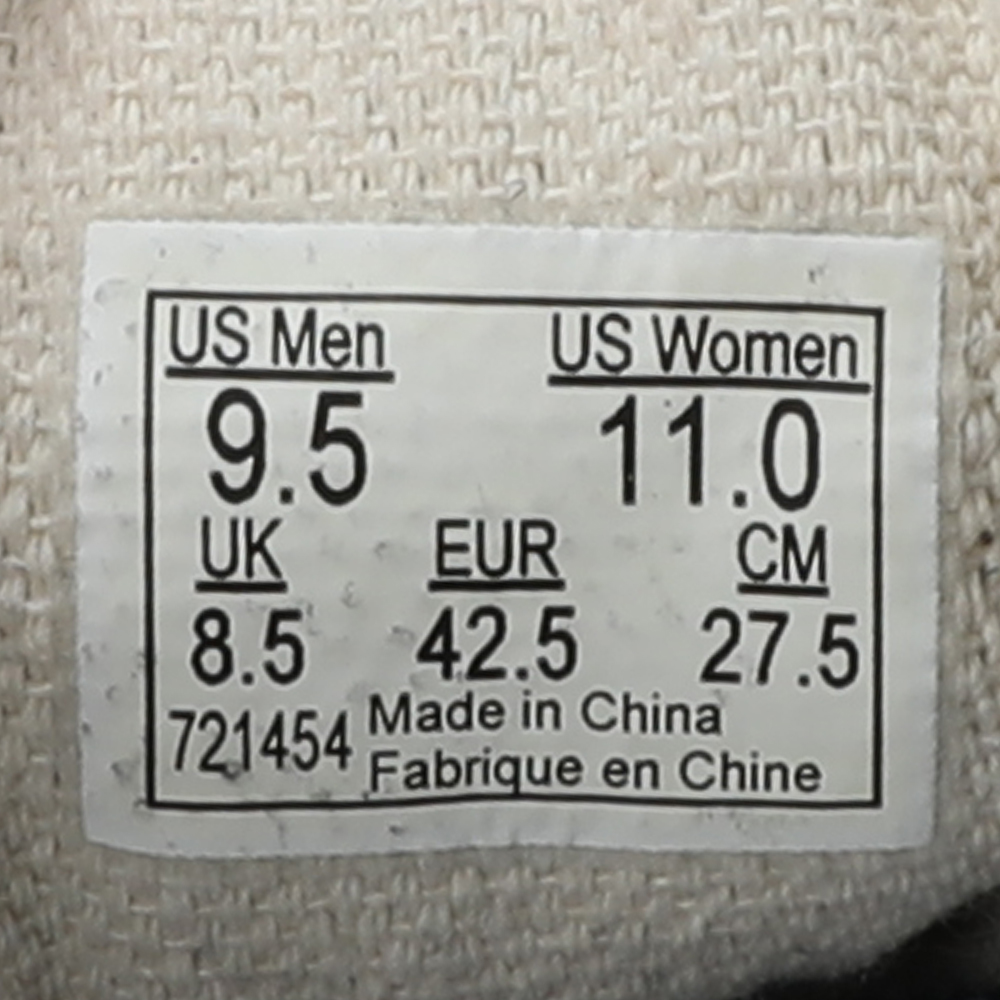 US Men US Women
9.5 11.0
UK EUR CM
8.5 42.5 27.5
721454 Made in China
Fabrique en Chine